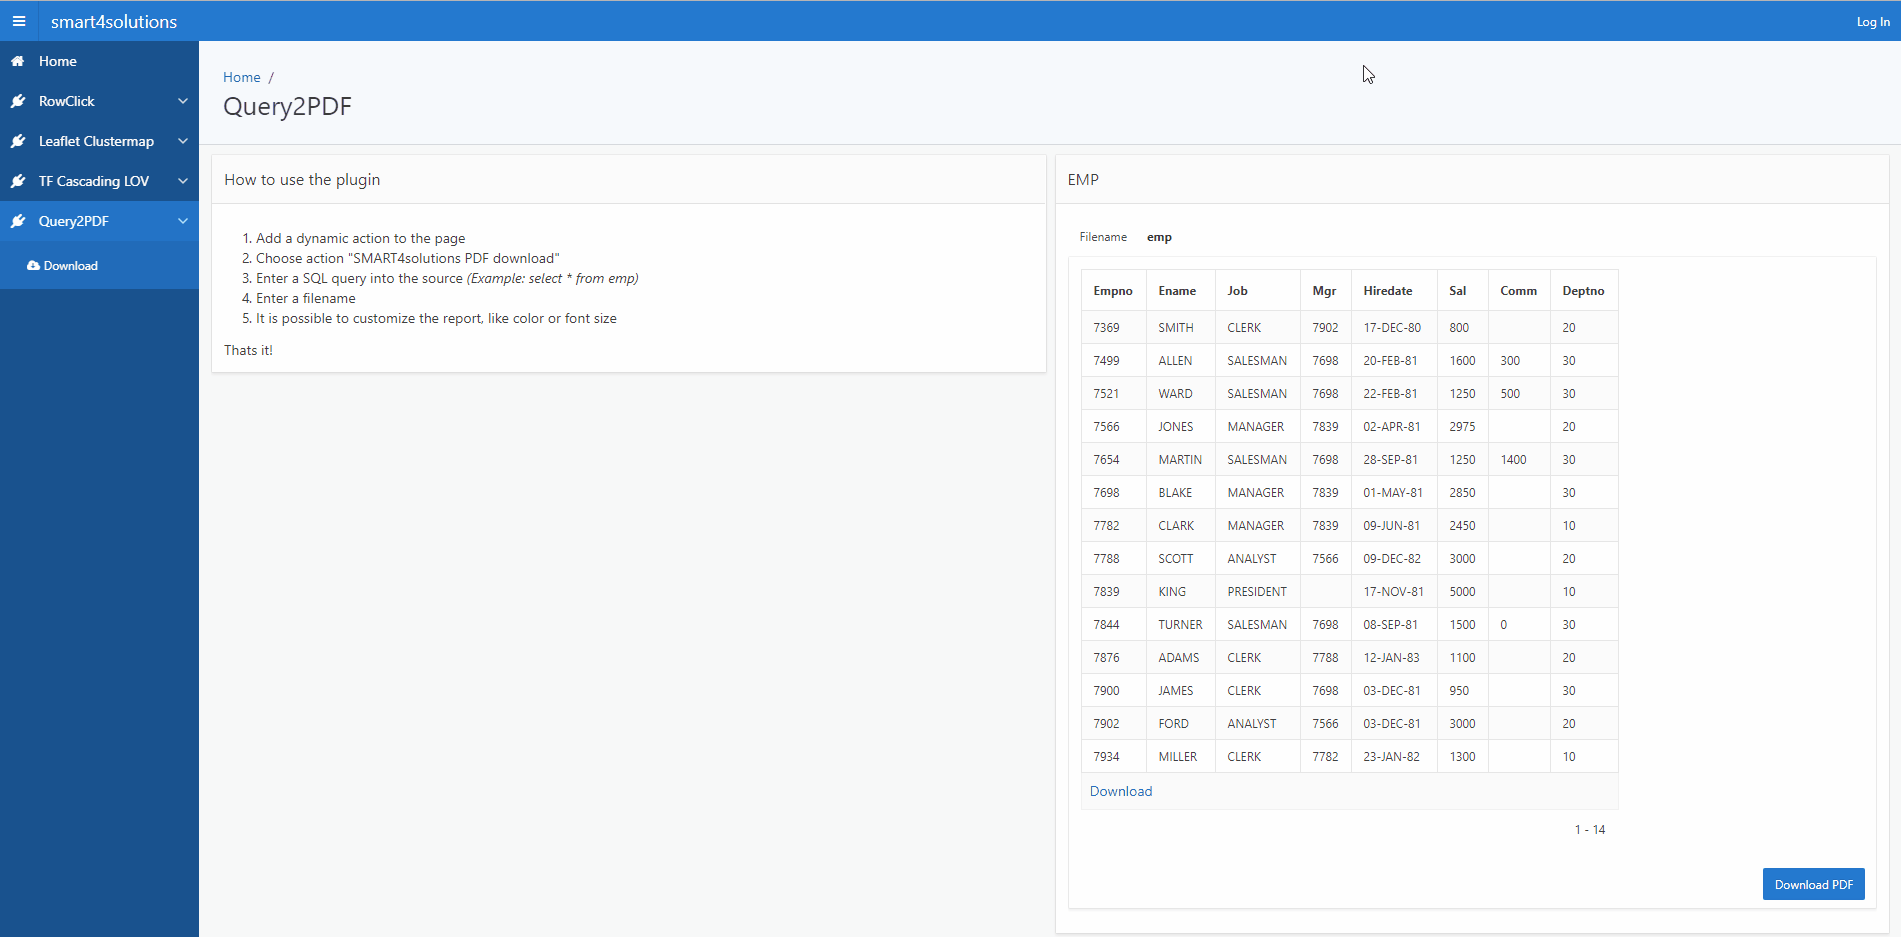 smart4solutions
Log In
Home
RowClick
Leaflet Clustermap
TF Cascading LOV
Query2PDF
Download
Home /
Query2PDF
How to use the plugin
1. Add a dynamic action to the page
2. Choose action "SMART4solutions PDF download"
3. Enter a SQL query into the source (Example: select * from emp)
4. Enter a filename
5. It is possible to customize the report, like color or font size
Thats it!
EMP
Filename emp
Empno Ename Job Mgr Hiredate Sal Comm Deptno
7369 SMITH CLERK 7902 17-DEC-80 800 20
7499 ALLEN SALESMAN 7698 20-FEB-81 1600 300 30
7521 WARD SALESMAN 7698 22-FEB-81 1250 500 30
7566 JONES MANAGER 7839 02-APR-81 2975 20
7654 MARTIN SALESMAN 7698 28-SEP-81 1250 1400 30
7698 BLAKE MANAGER 7839 01-MAY-81 2850 30
7782 CLARK MANAGER 7839 09-JUN-81 2450 10
7788 SCOTT ANALYST 7566 09-DEC-82 3000 20
7839 KING PRESIDENT 17-NOV-81 5000 10
7844 TURNER SALESMAN 7698 08-SEP-81 1500 0 30
7876 ADAMS CLERK 7788 12-JAN-83 1100 20
7900 JAMES CLERK 7698 03-DEC-81 950 30
7902 FORD ANALYST 7566 03-DEC-81 3000 20
7934 MILLER CLERK 7782 23-JAN-82 1300 10
Download
1 - 14
Download PDF